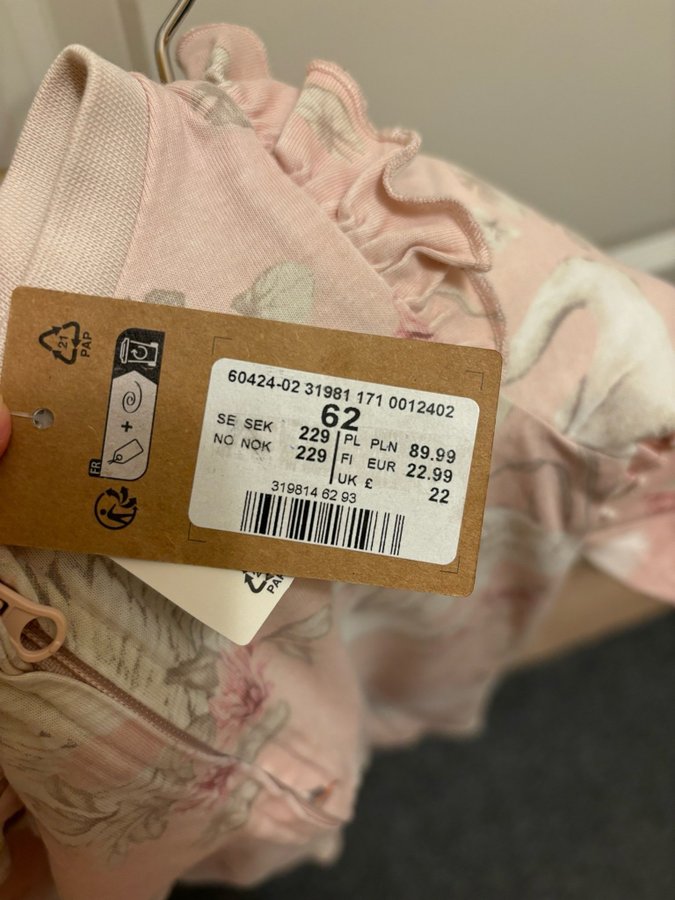 21
PAP
FR
+
60424-02 31981 171 0012402
62
SE SEK 229
NO NOK 229
PL PLN 89.99
FI EUR 22.99
UK £ 22
319814 62 93
PAP